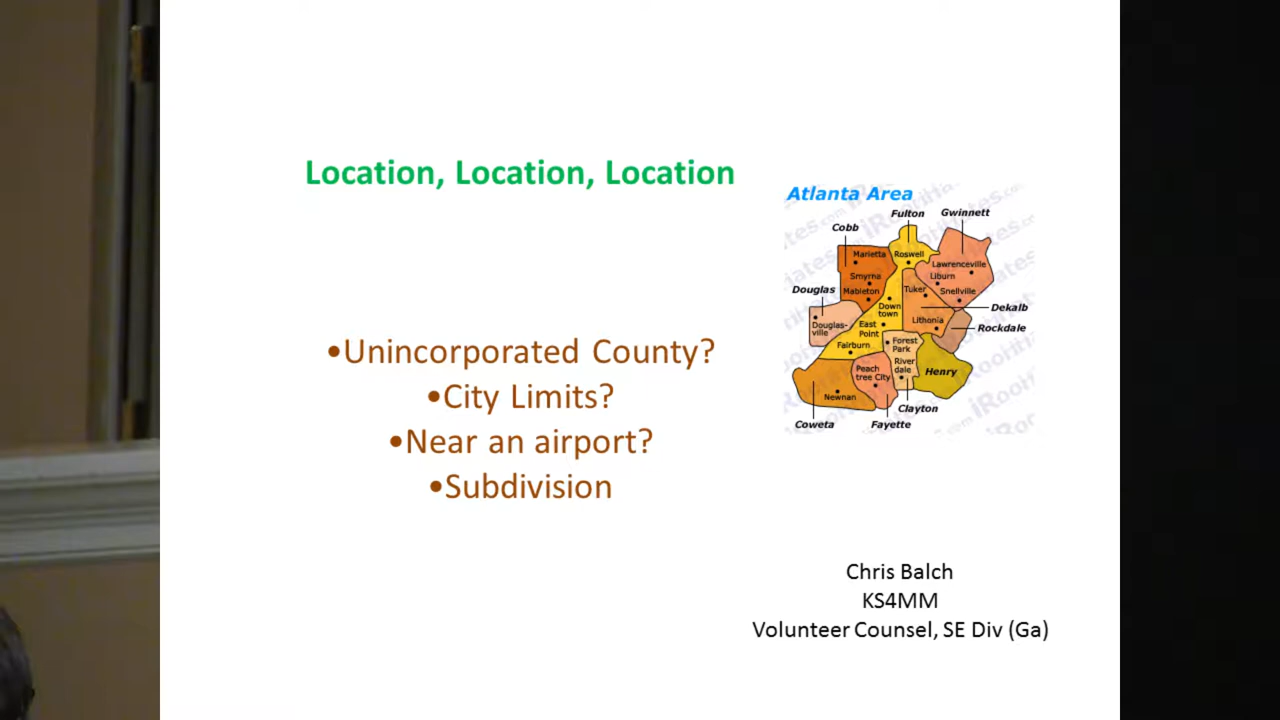 Location, Location, Location
•Unincorporated County?
•City Limits?
•Near an airport?
•Subdivision
Atlanta Area
Fulton
Gwinnett
Cobb
Marietta
Roswell
Lawrenceville
Smyrna
Liburn
Mableton
Tuker
Snellville
Douglas
Down
town
Dekalb
Douglas-
ville
East
Point
Lithonia
Rockdale
Fairburn
Forest
Park
Peach
tree City
River
dale
Henry
Newnan
Clayton
Coweta
Fayette
Chris Balch
KS4MM
Volunteer Counsel, SE Div (Ga)